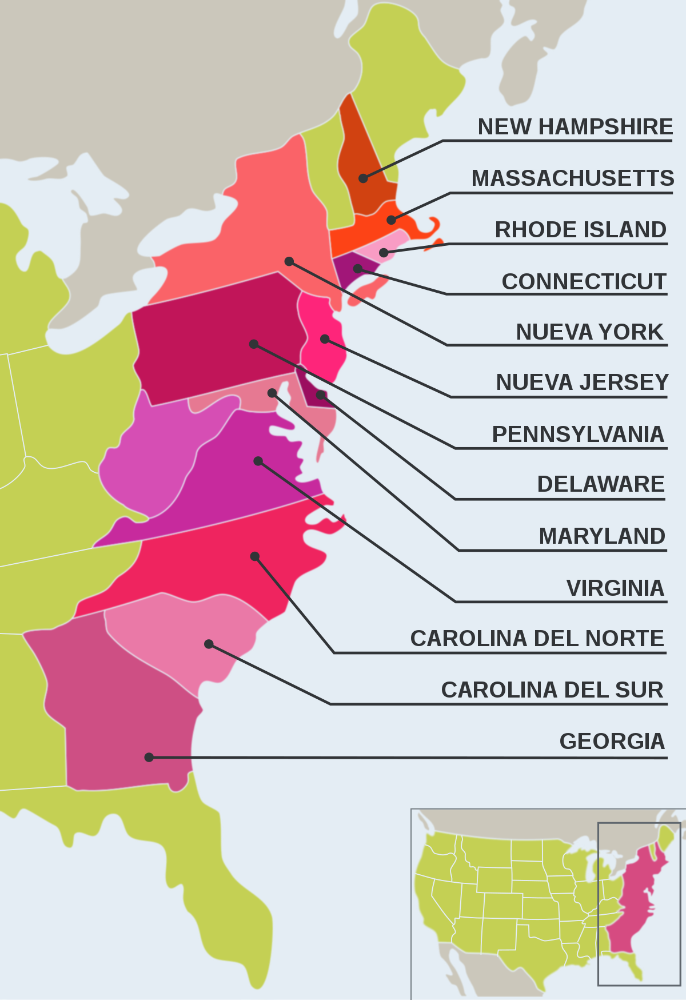 NEW HAMPSHIRE
MASSACHUSETTS
RHODE ISLAND
CONNECTICUT
NUEVA YORK
NUEVA JERSEY
PENNSYLVANIA
DELAWARE
MARYLAND
VIRGINIA
CAROLINA DEL NORTE
CAROLINA DEL SUR
GEORGIA